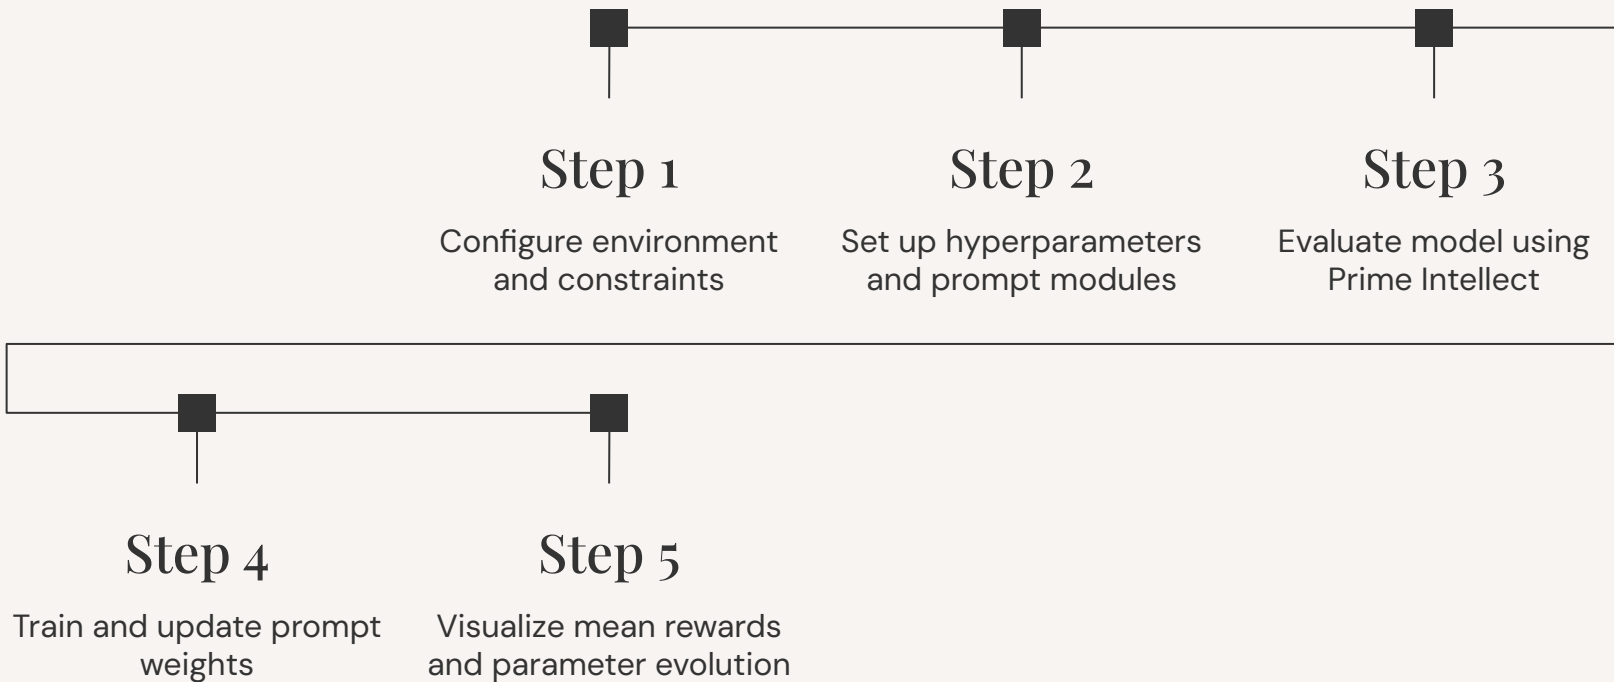 Step 1
Configure environment
and constraints
Step 2
Set up hyperparameters
and prompt modules
Step 3
Evaluate model using
Prime Intellect
Step 4
Train and update prompt
weights
Step 5
Visualize mean rewards
and parameter evolution